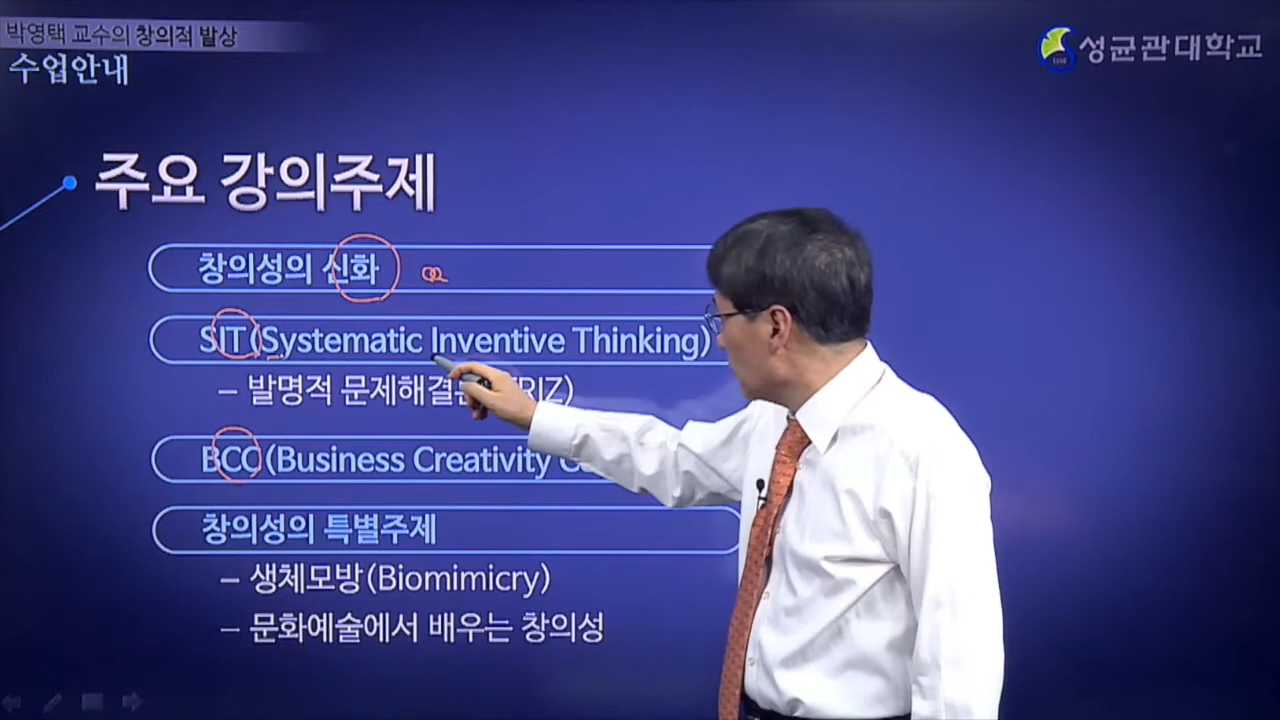 박영택 교수의 창의적 발상
수업안내
성균관대학교
주요 강의주제
창의성의 신화
SIT(Systematic Inventive Thinking)
– 발명적 문제해결 TRIZ)
BCC(Business Creativity
창의성의 특별주제
– 생체모방(Biomimicry)
– 문화예술에서 배우는 창의성